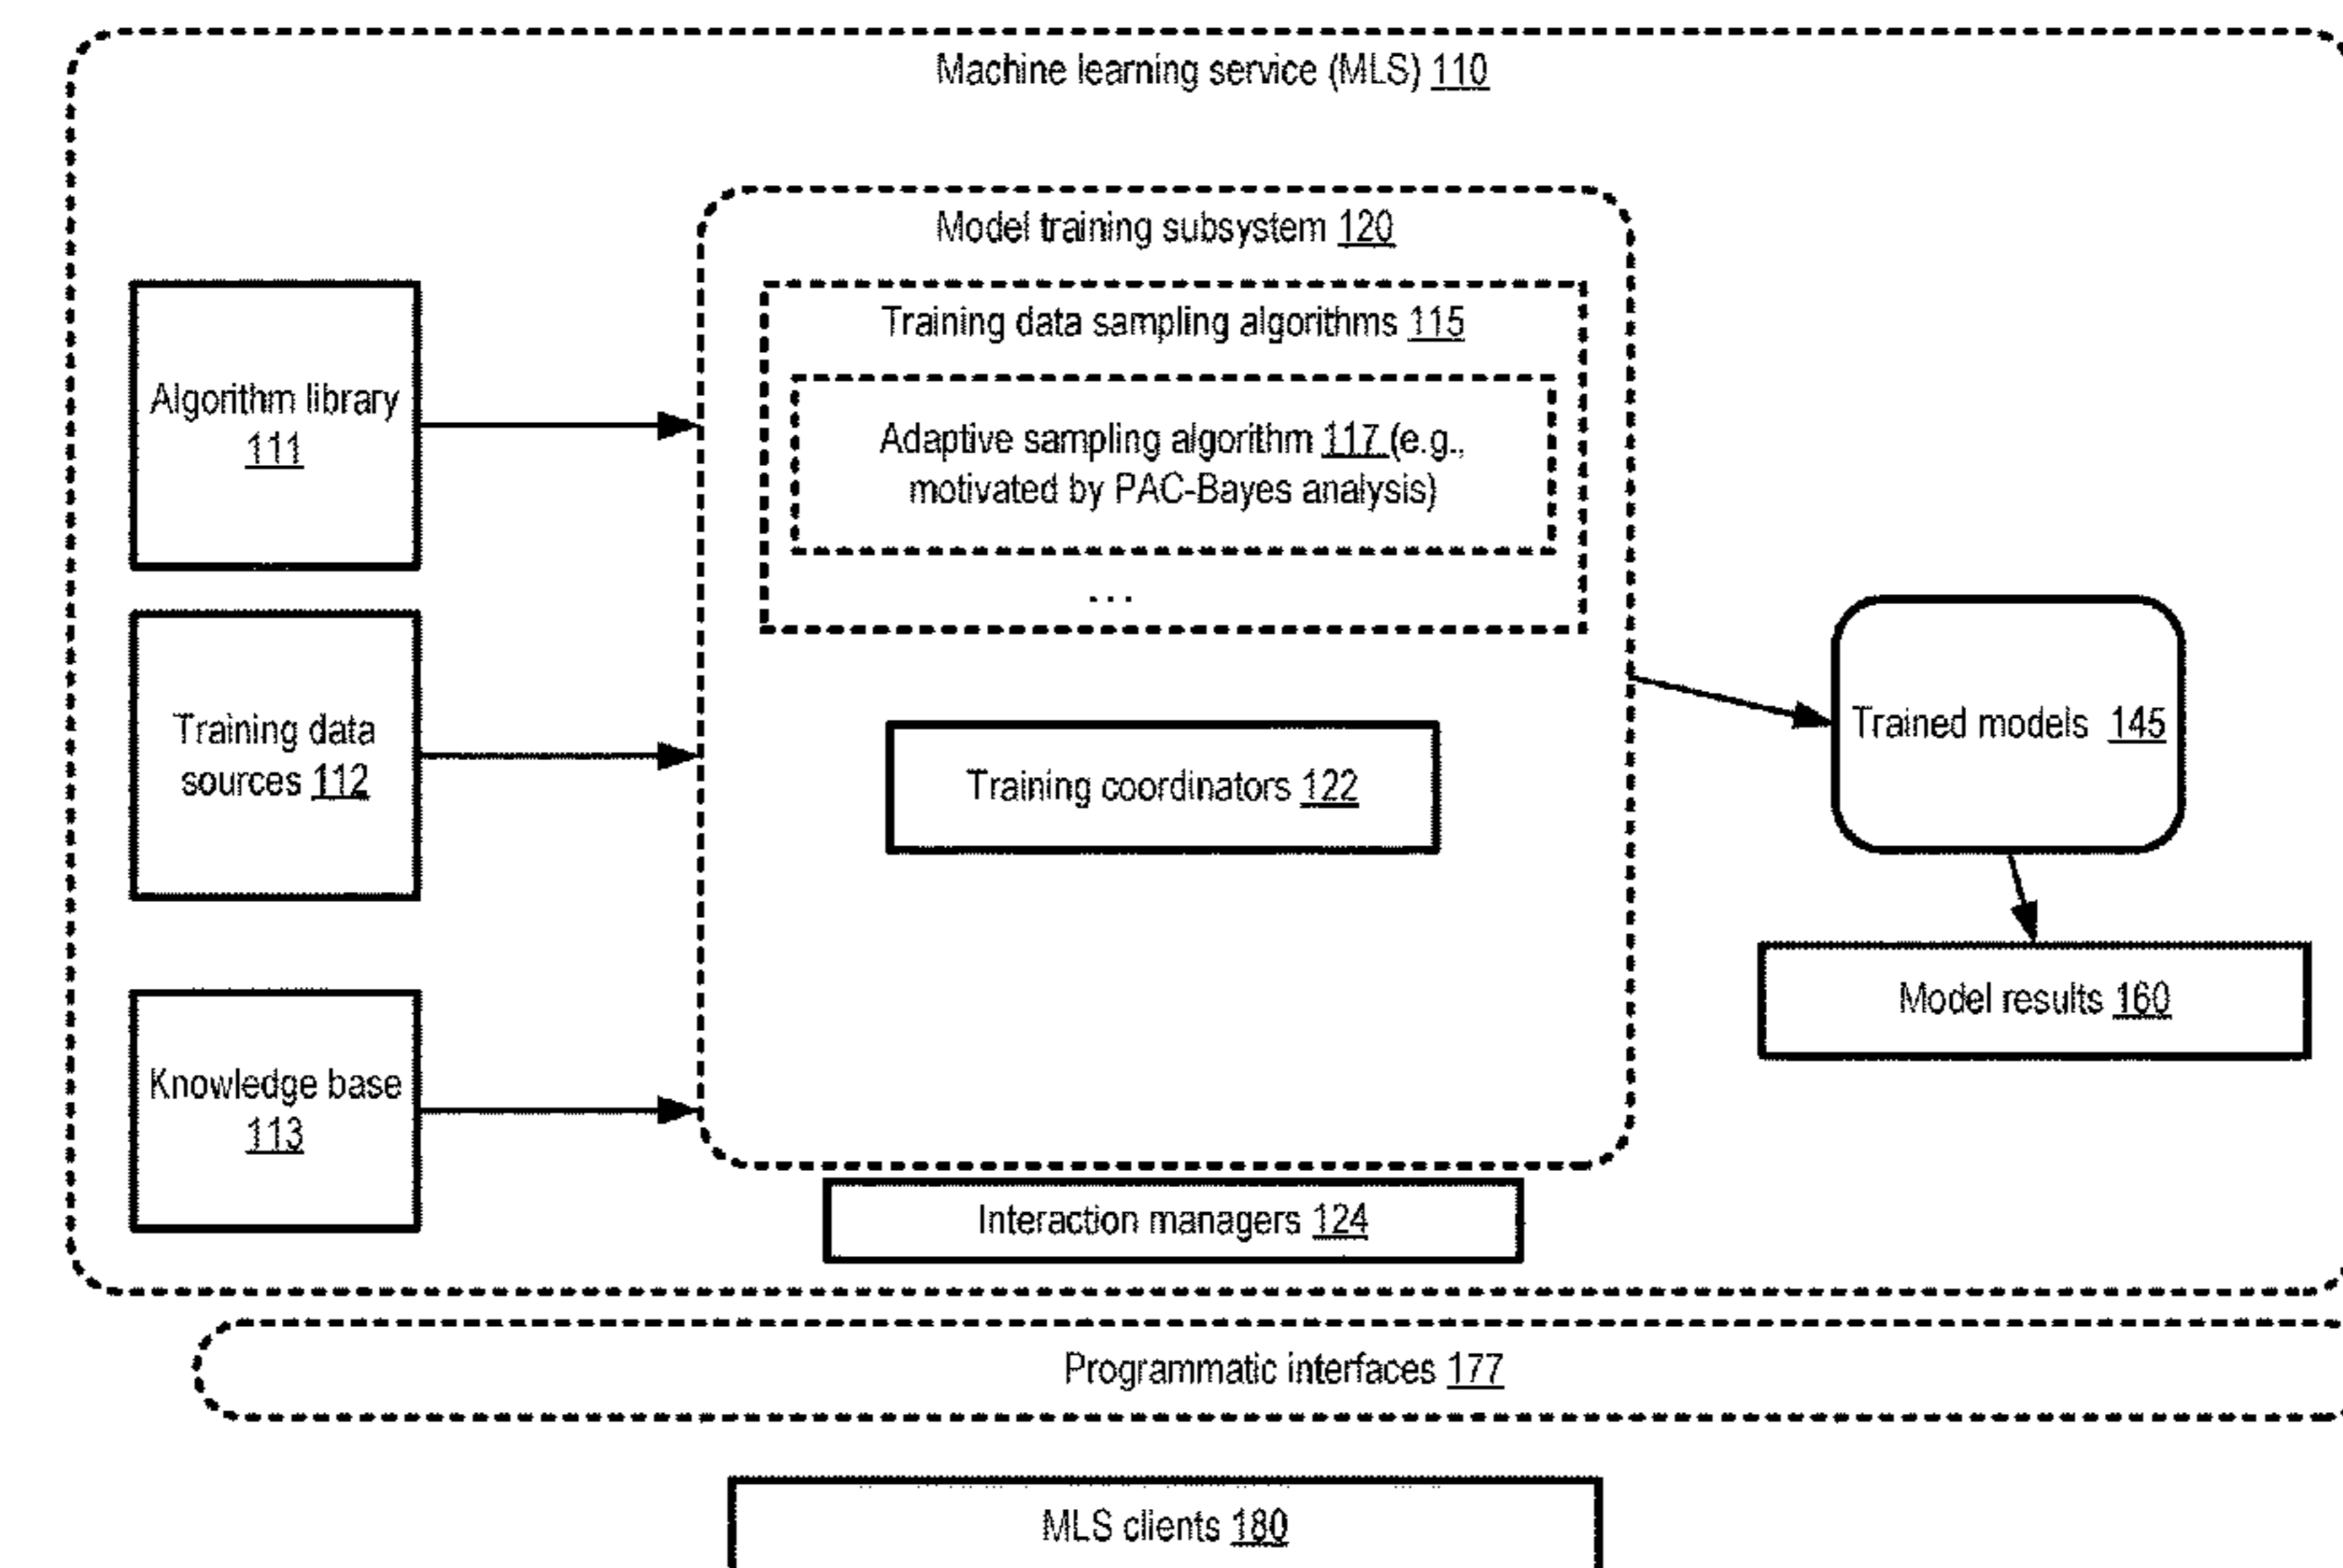 Machine learning service (MLS) 110
Model training subsystem 120
Training data sampling algorithms 115
Adaptive sampling algorithm 117 (e.g.,
motivated by PAC-Bayes analysis)
...
Algorithm library
111
Training data
sources 112
Knowledge base
113
Training coordinators 122
Trained models 145
Model results 160
Interaction managers 124
Programmatic interfaces 177
MLS clients 180